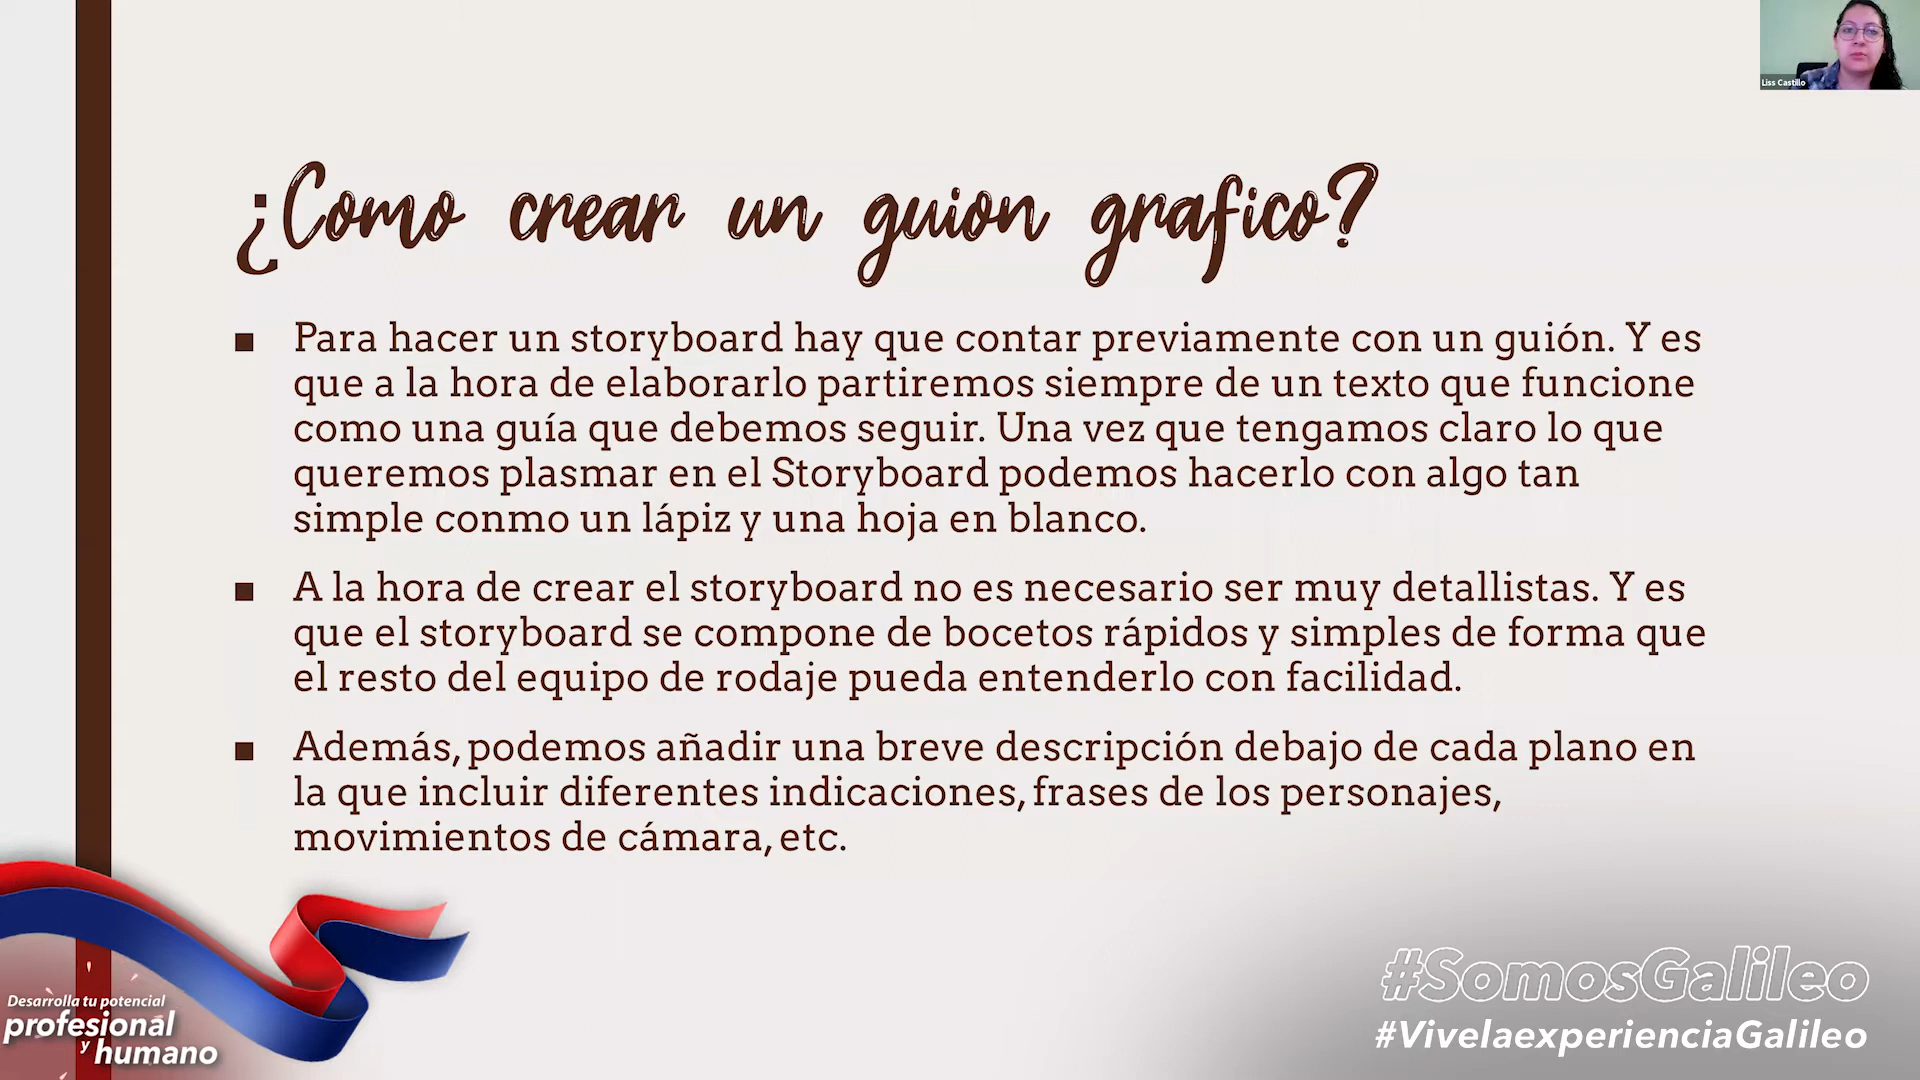 Liss Castillo
¿Como crear un guion grafico?
■ Para hacer un storyboard hay que contar previamente con un guión. Y es
que a la hora de elaborarlo partiremos siempre de un texto que funcione
como una guía que debemos seguir. Una vez que tengamos claro lo que
queremos plasmar en el Storyboard podemos hacerlo con algo tan
simple conmo un lápiz y una hoja en blanco.
■ A la hora de crear el storyboard no es necesario ser muy detallistas. Y es
que el storyboard se compone de bocetos rápidos y simples de forma que
el resto del equipo de rodaje pueda entenderlo con facilidad.
■ Además, podemos añadir una breve descripción debajo de cada plano en
la que incluir diferentes indicaciones, frases de los personajes,
movimientos de cámara, etc.
Desarrolla tu potencial
profesional
y humano
#SomosGalileo
#VivelaexperienciaGalileo